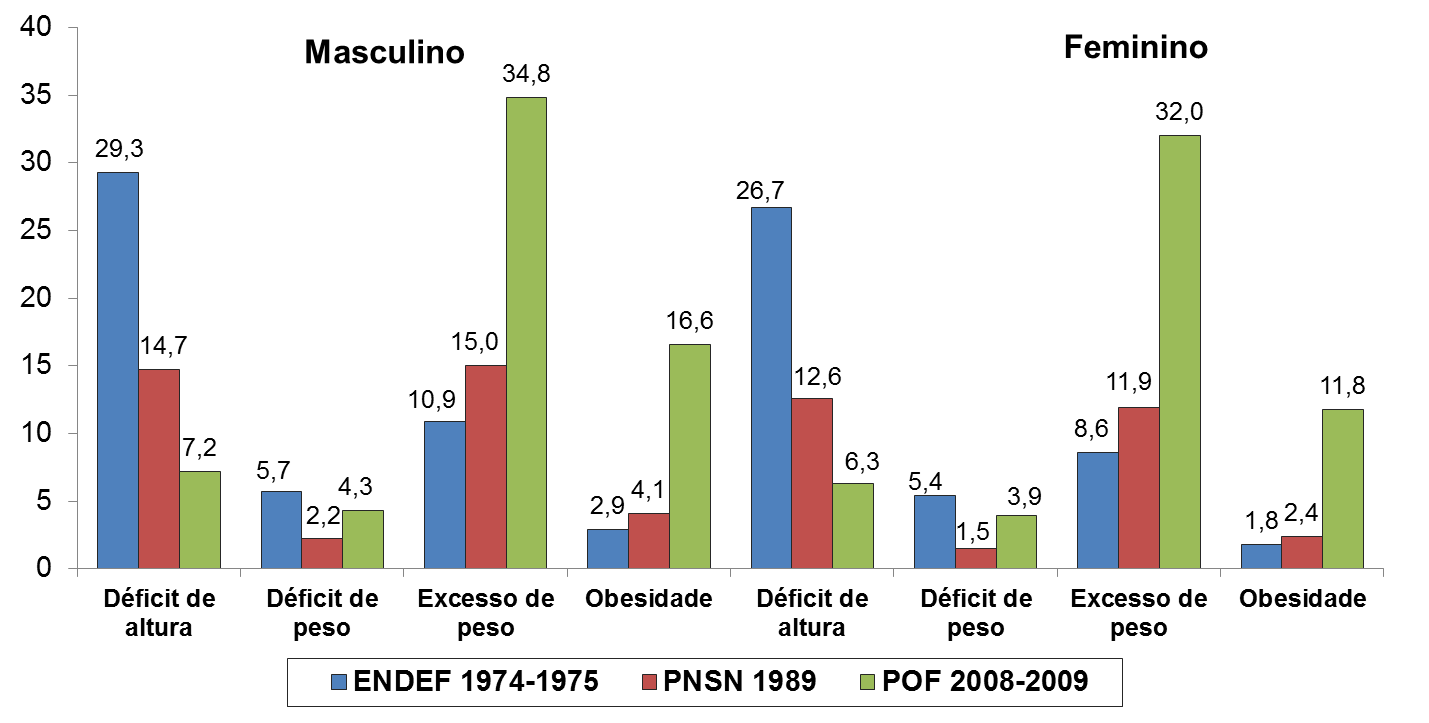 Masculino
Feminino
40
35
30
25
20
15
10
5
0
29,3
14,7
7,2
5,7
2,2
4,3
10,9
15,0
34,8
2,9
4,1
16,6
26,7
12,6
6,3
5,4
1,5
3,9
8,6
11,9
32,0
1,8
2,4
11,8
Déficit de
altura
Déficit de
peso
Excesso de
peso
Obesidade
Déficit de
altura
Déficit de
peso
Excesso de
peso
Obesidade
ENDEF 1974-1975 PNSN 1989 POF 2008-2009